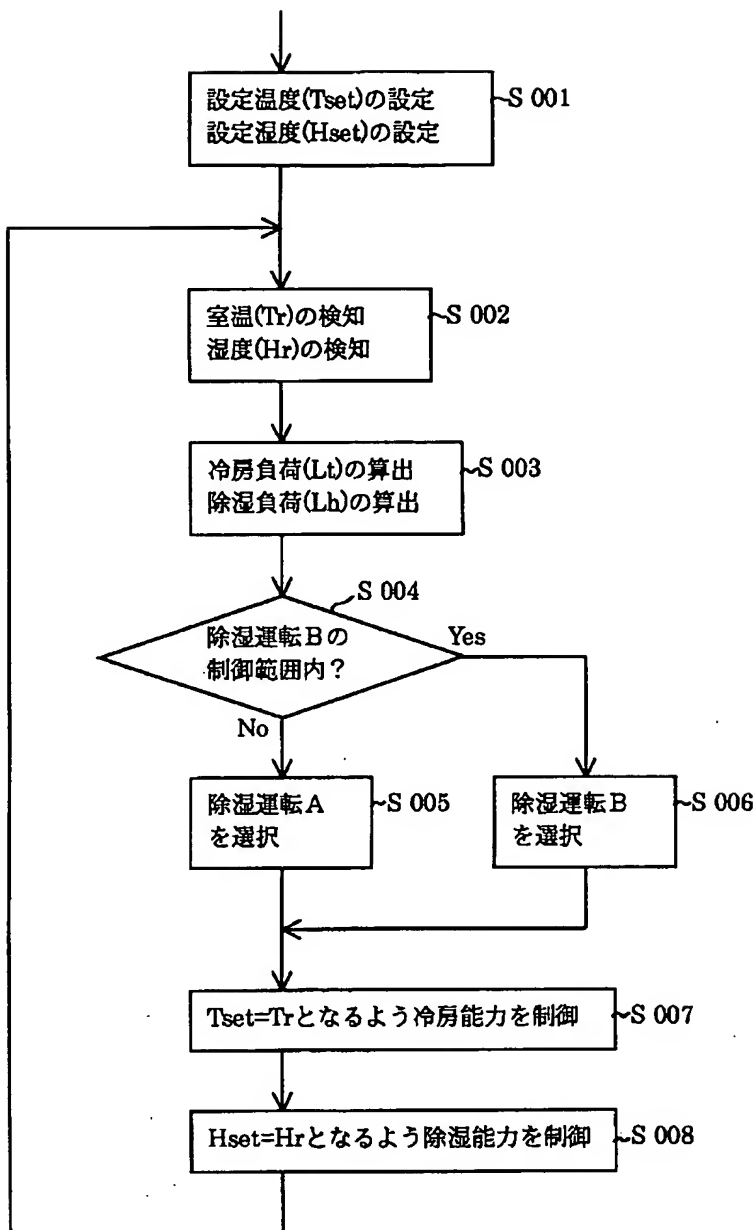 設定温度(Tset)の設定
設定湿度(Hset)の設定
S 001
室温(Tr)の検知
湿度(Hr)の検知
S 002
冷房負荷(Lt)の算出
除湿負荷(Lh)の算出
S 003
S 004
除湿運転Bの
制御範囲内？
Yes
No
除湿運転A
を選択
S 005
除湿運転B
を選択
S 006
Tset=Trとなるよう冷房能力を制御
S 007
Hset=Hrとなるよう除湿能力を制御
S 008